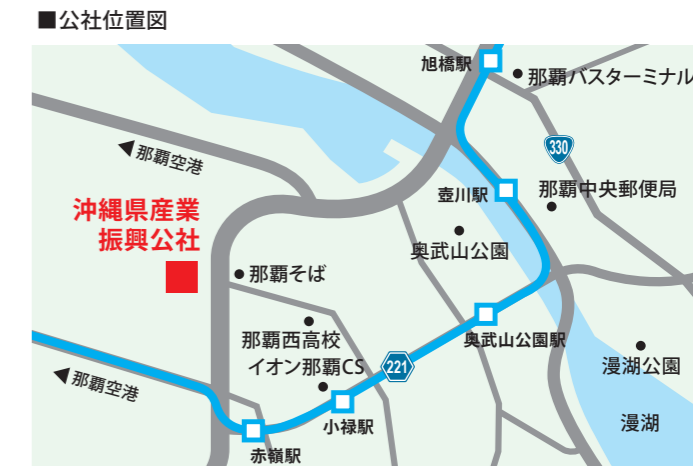 ■公社位置図
旭橋駅
那覇バスターミナル
330
那覇空港
壺川駅
那覇中央郵便局
沖縄県産業
振興公社
奥武山公園
那覇そば
那覇西高校
奥武山公園駅
イオン那覇CS
221
漫湖公園
那覇空港
小禄駅
漫湖
赤嶺駅